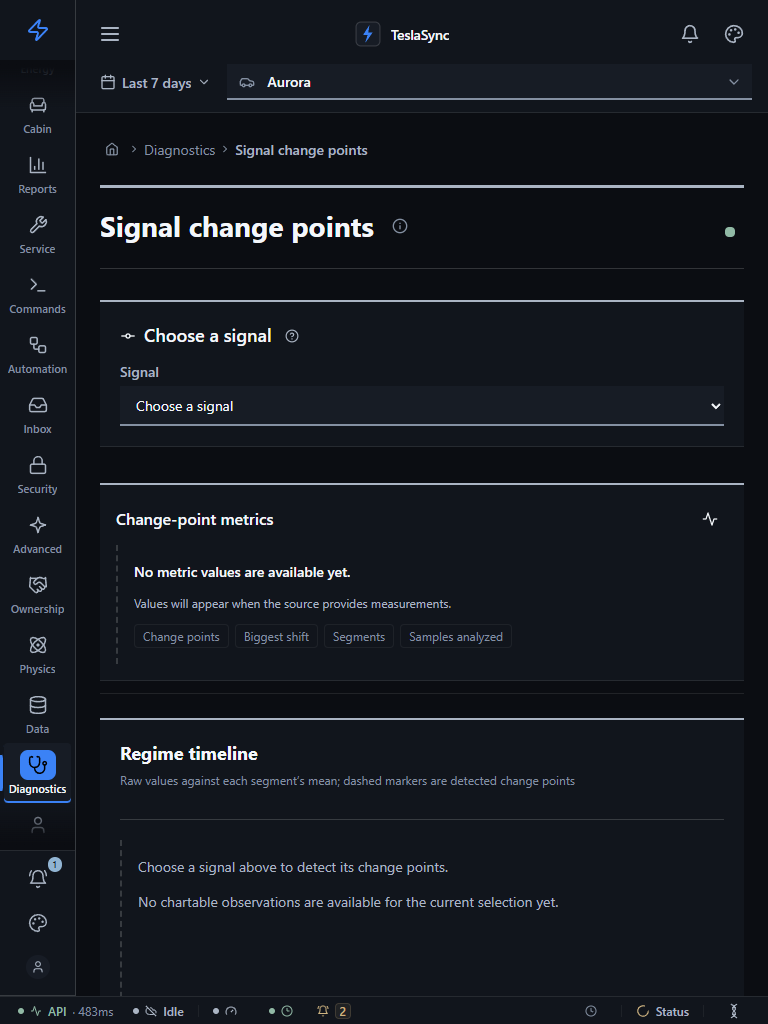 TeslaSync
Last 7 days
Aurora
Energy
Cabin
Reports
Service
Commands
Automation
Inbox
Security
Advanced
Ownership
Physics
Data
Diagnostics
1
Diagnostics
Signal change points
Signal change points
Choose a signal
Signal
Choose a signal
Change-point metrics
No metric values are available yet.
Values will appear when the source provides measurements.
Change points
Biggest shift
Segments
Samples analyzed
Regime timeline
Raw values against each segment's mean; dashed markers are detected change points
Choose a signal above to detect its change points.
No chartable observations are available for the current selection yet.
API · 483ms
Idle
2
Status